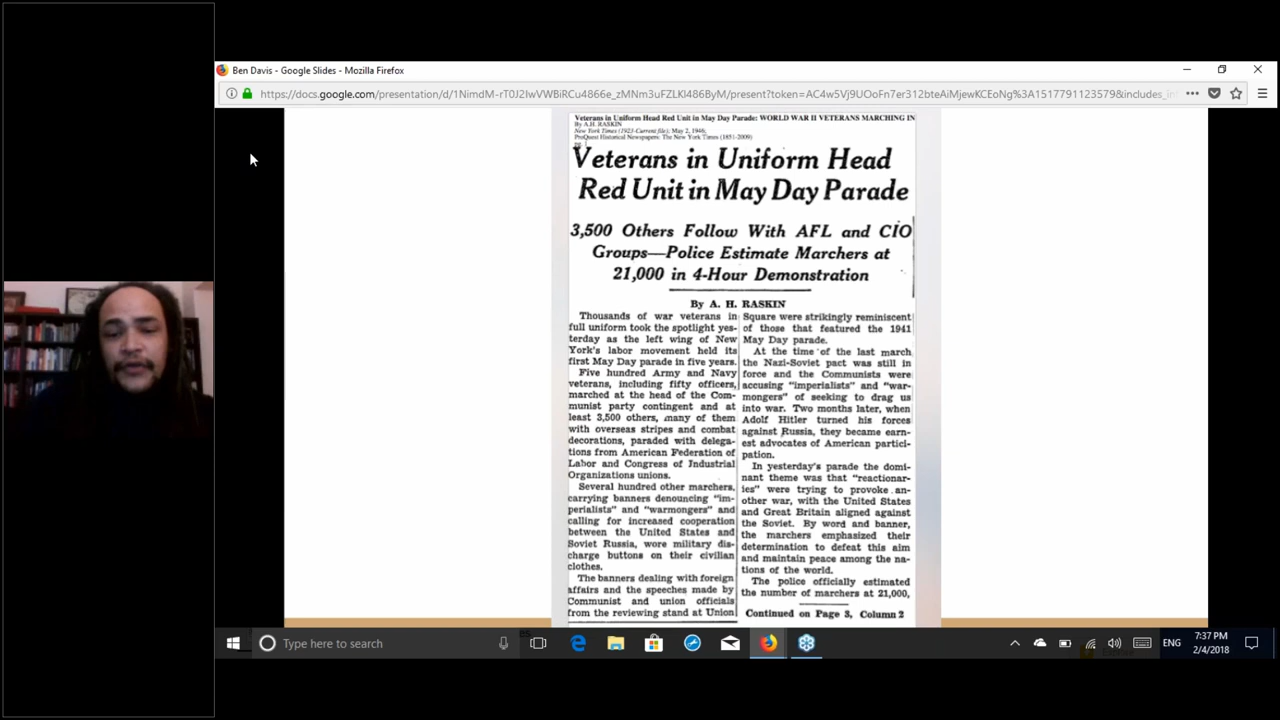 Ben Davis - Google Slides - Mozilla Firefox
https://docs.google.com/presentation/d/1NimdM-rT0J2IwVWBiRCu4866e_zMNm3uFZLKI486ByM/present?token=AC4w5Vj9UOoFn7er312bteAiMjewKCEoNg%3A1517791123579&includes_in
Veterans in Uniform Head Red Unit in May Day Parade: WORLD WAR II VETERANS MARCHING IN
By A.H. RASKIN
New York Times (1923-Current file); May 2, 1946;
ProQuest Historical Newspapers: The New York Times (1851-2009)
Veterans in Uniform Head
Red Unit in May Day Parade
3,500 Others Follow With AFL and CIO
Groups—Police Estimate Marchers at
21,000 in 4-Hour Demonstration
By A. H. RASKIN
Thousands of war veterans in
full uniform took the spotlight yes-
terday as the left wing of New
York's labor movement held its
first May Day parade in five years.
Five hundred Army and Navy
veterans, including fifty officers,
marched at the head of the Com-
munist party contingent and at
least 3,500 others, many of them
with overseas stripes and combat
decorations, paraded with delega-
tions from American Federation of
Labor and Congress of Industrial
Organizations unions.
Several hundred other marchers,
carrying banners denouncing "im-
perialists" and "warmongers" and
calling for increased cooperation
between the United States and
Soviet Russia, wore military dis-
charge buttons on their civilian
clothes.
The banners dealing with foreign
affairs and the speeches made by
Communist and union officials
from the reviewing stand at Union
Square were strikingly reminiscent
of those that featured the 1941
May Day parade.
At the time of the last march
the Nazi-Soviet pact was still in
force and the Communists were
accusing "imperialists" and "war-
mongers" of seeking to drag us
into war. Two months later, when
Adolf Hitler turned his forces
against Russia, they became earn-
est advocates of American partici-
pation.
In yesterday's parade the domi-
nant theme was that "reactionar-
ies" were trying to provoke an-
other war, with the United States
and Great Britain aligned against
the Soviet. By word and banner,
the marchers emphasized their
determination to defeat this aim
and maintain peace among the na-
tions of the world.
The police officially estimated
the number of marchers at 21,000,
Continued on Page 3, Column 2
Type here to search
ENG
7:37 PM
2/4/2018